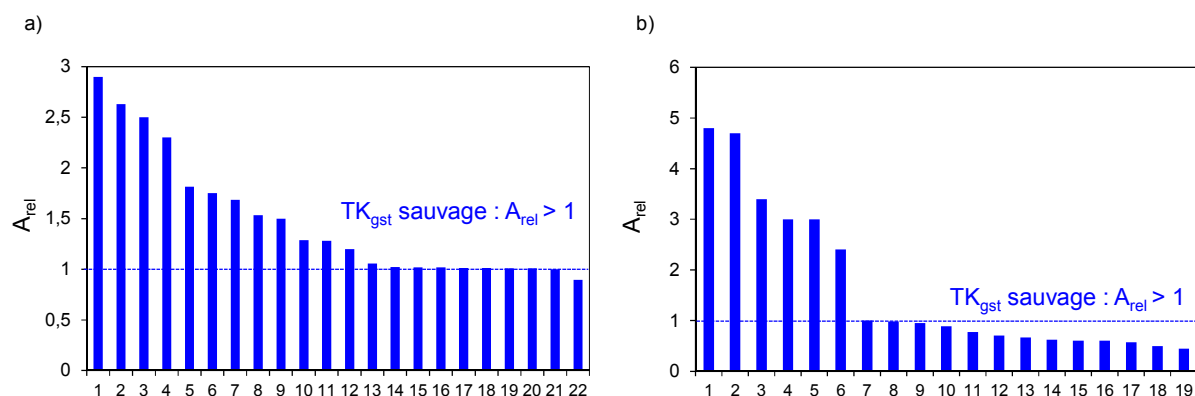 a)
3
2,5
2
1,5
1
0,5
0
A_rel
TK_gst sauvage : A_rel > 1
1 2 3 4 5 6 7 8 9 10 11 12 13 14 15 16 17 18 19 20 21 22
b)
6
5
4
3
2
1
0
A_rel
TK_gst sauvage : A_rel > 1
1 2 3 4 5 6 7 8 9 10 11 12 13 14 15 16 17 18 19